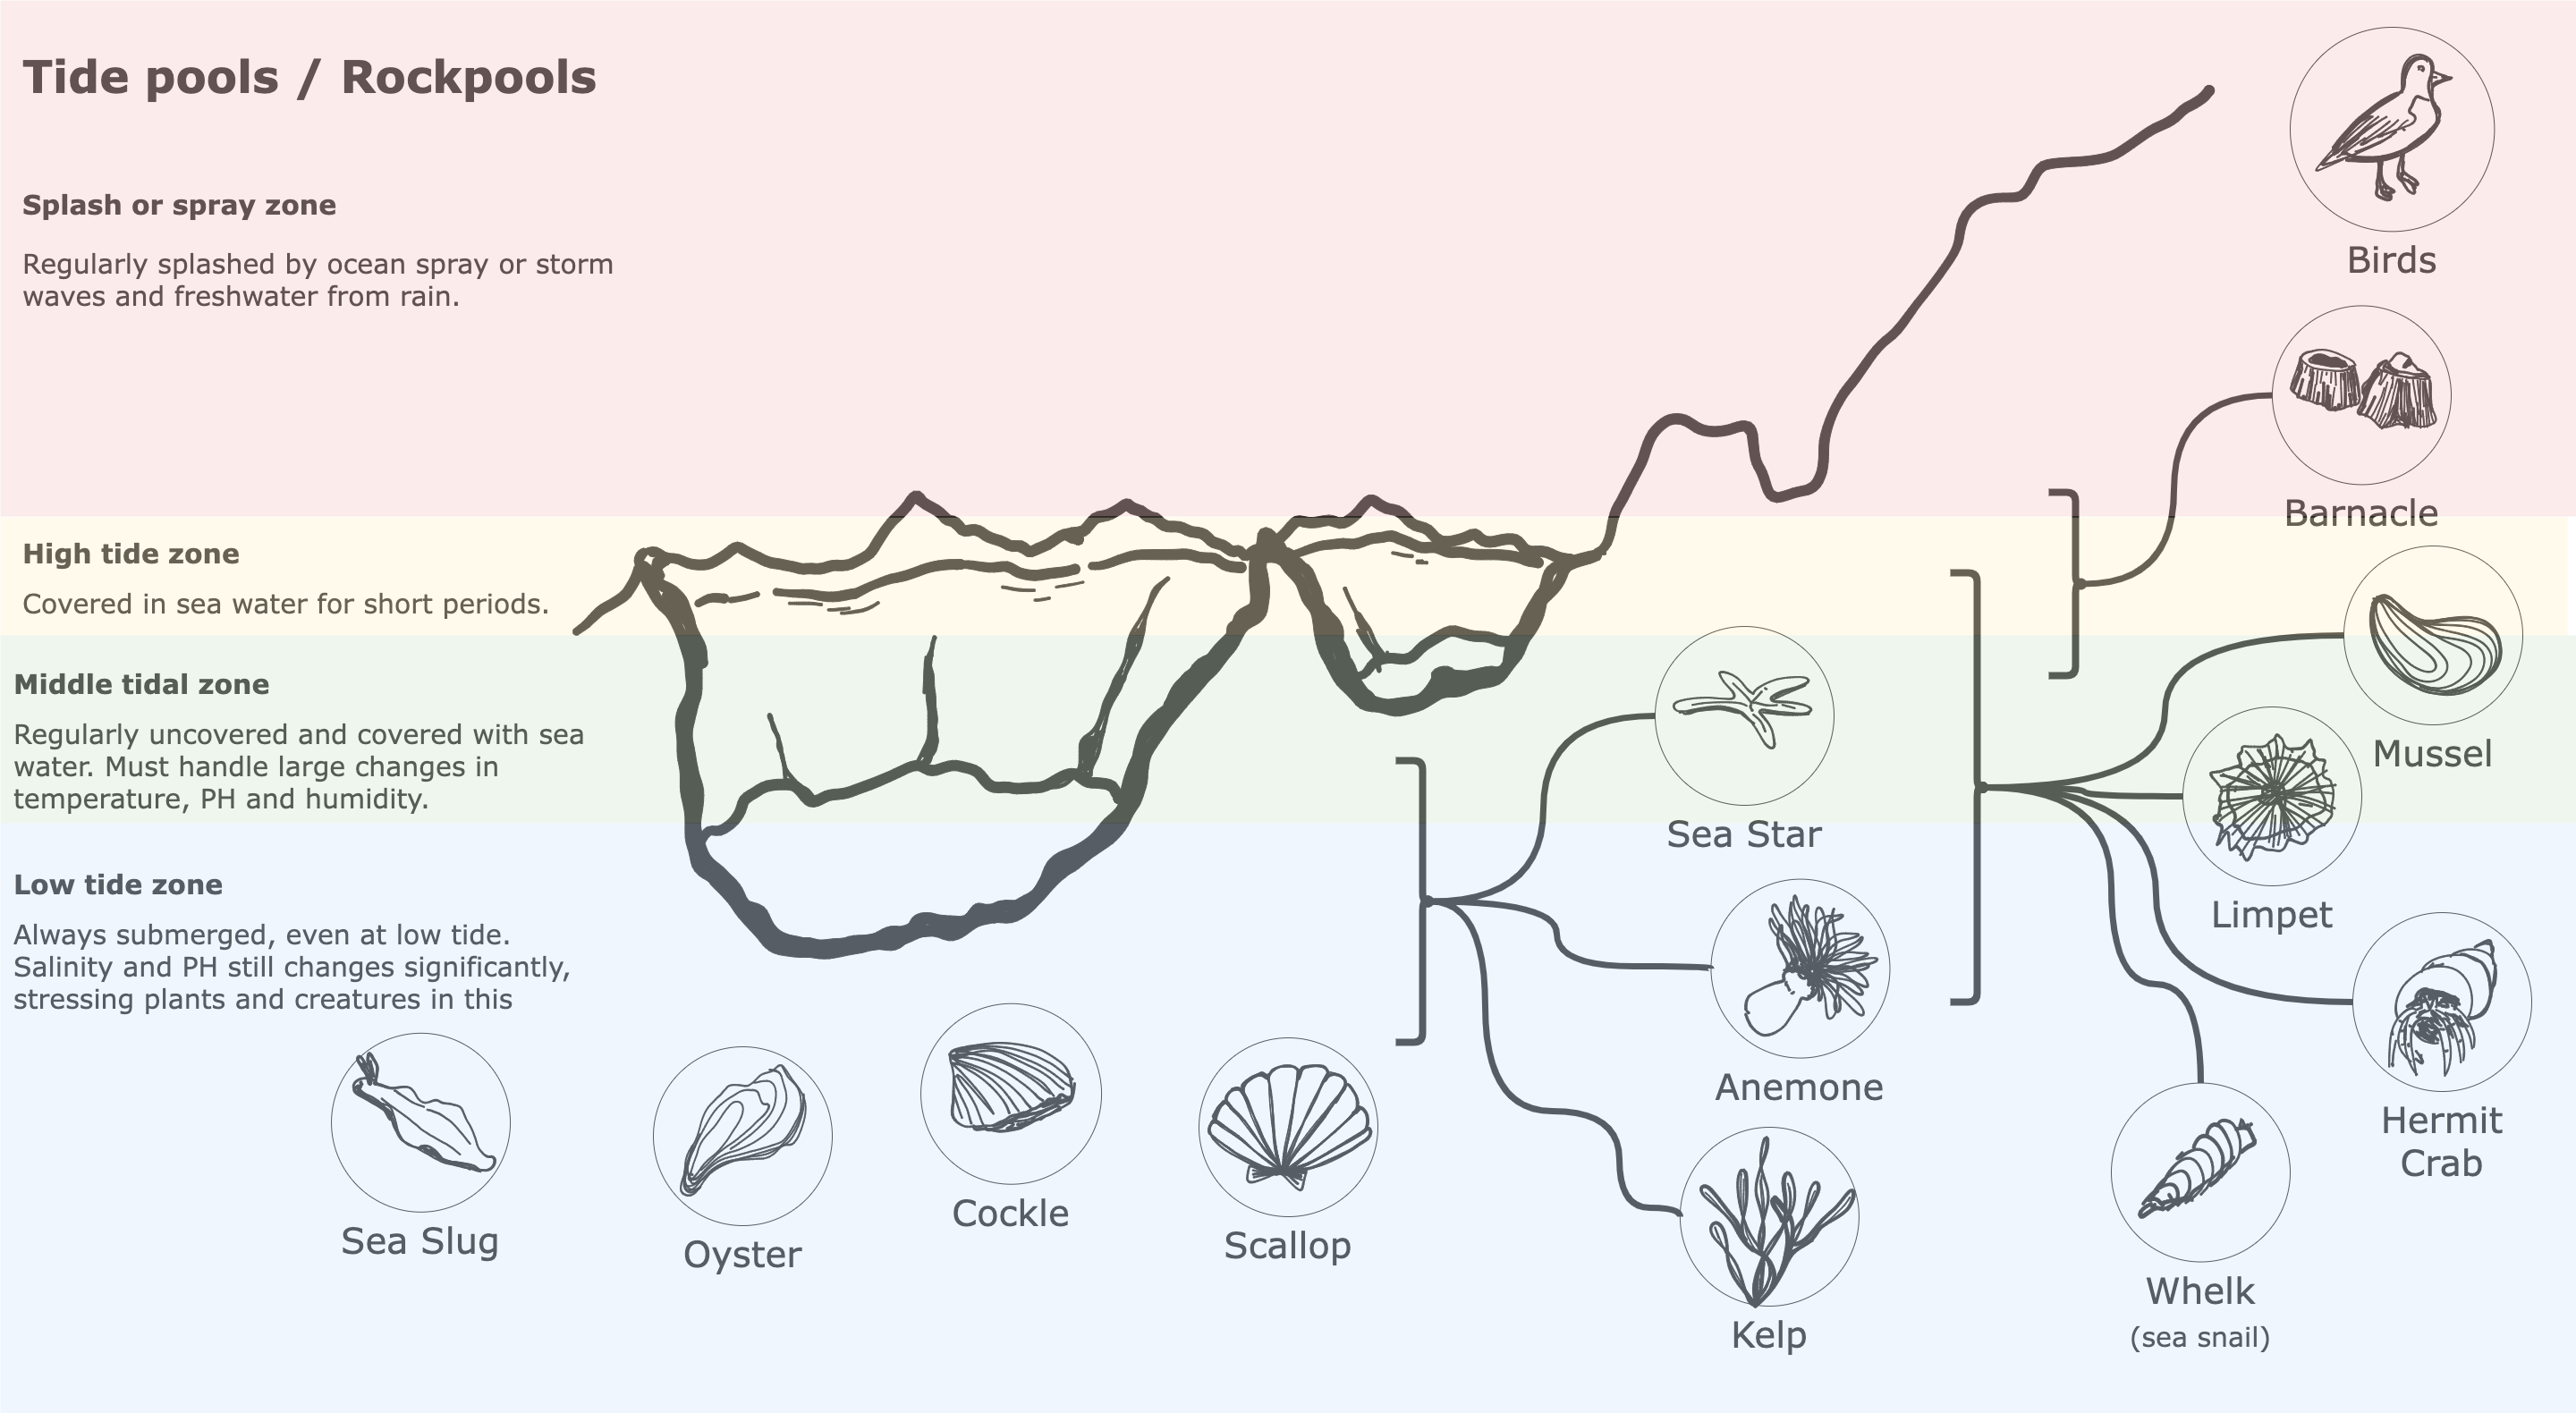 Tide pools / Rockpools
Splash or spray zone
Regularly splashed by ocean spray or storm
waves and freshwater from rain.
High tide zone
Covered in sea water for short periods.
Middle tidal zone
Regularly uncovered and covered with sea
water. Must handle large changes in
temperature, PH and humidity.
Low tide zone
Always submerged, even at low tide.
Salinity and PH still changes significantly,
stressing plants and creatures in this
Birds
Barnacle
Mussel
Sea Star
Limpet
Anemone
Hermit
Crab
Sea Slug
Oyster
Cockle
Scallop
Kelp
Whelk
(sea snail)